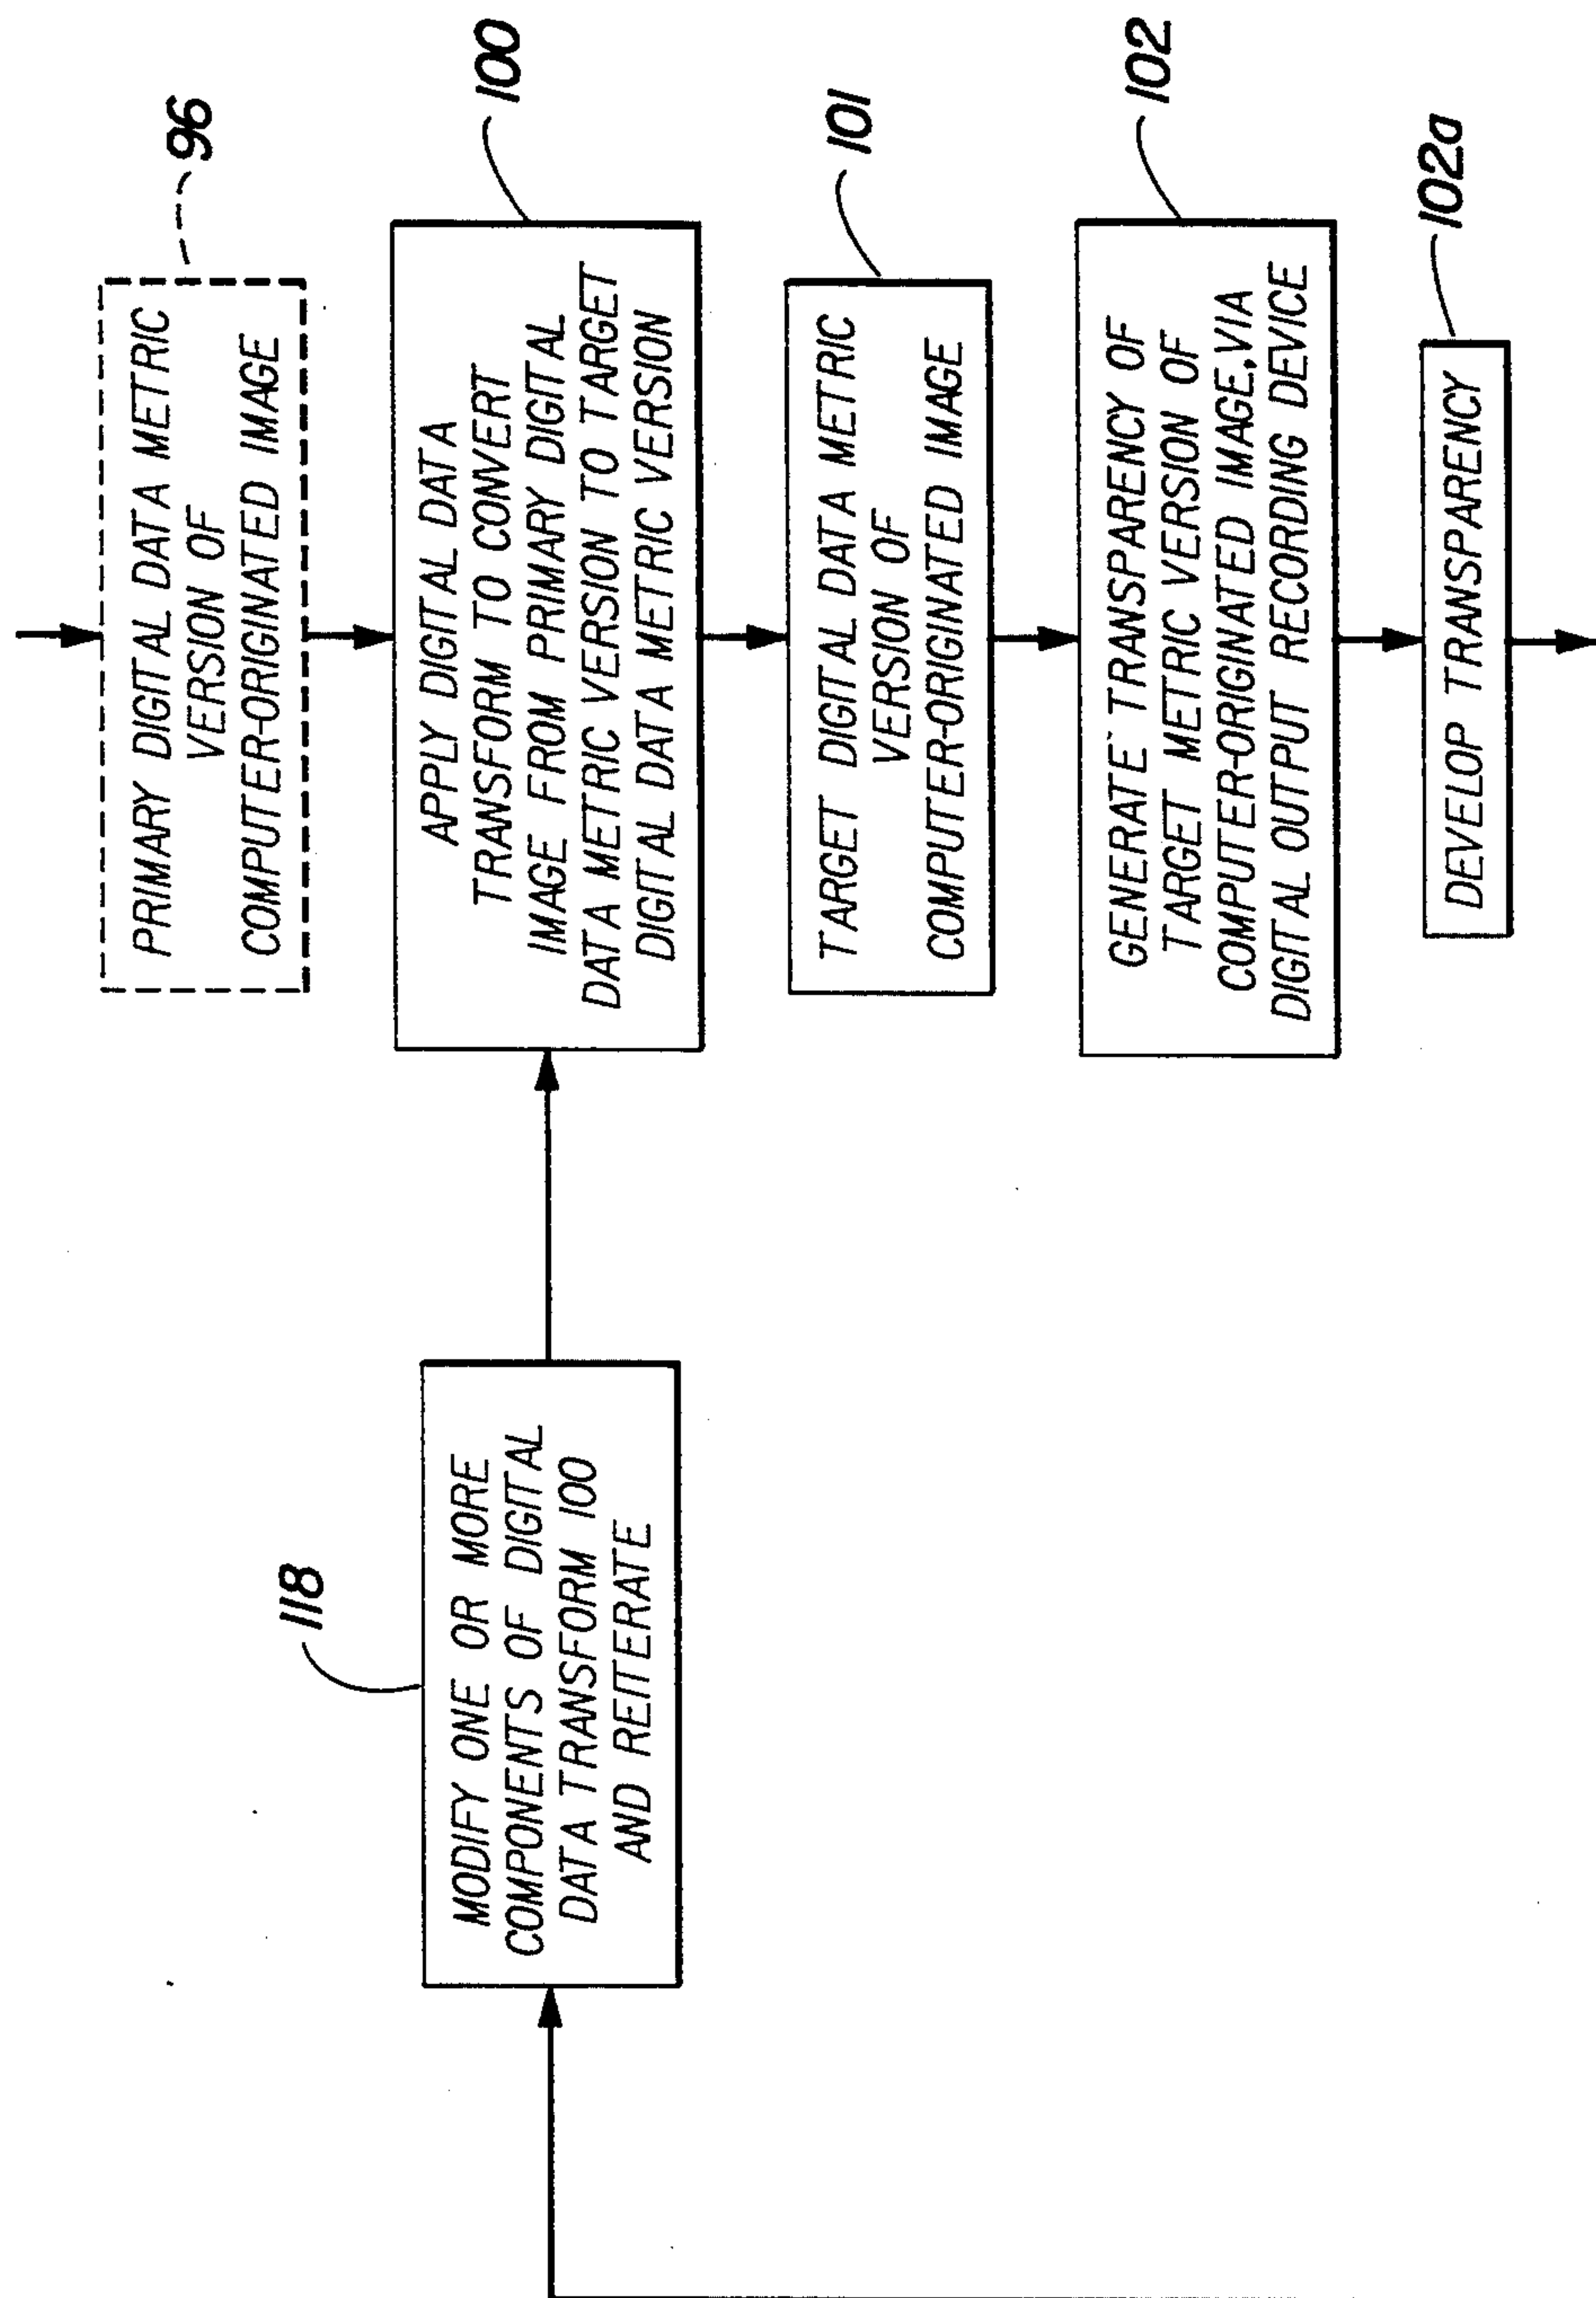 96
PRIMARY DIGITAL DATA METRIC
VERSION OF
COMPUTER-ORIGINATED IMAGE
100
APPLY DIGITAL DATA
TRANSFORM TO CONVERT
IMAGE FROM PRIMARY DIGITAL
DATA METRIC VERSION TO TARGET
DIGITAL DATA METRIC VERSION
118
MODIFY ONE OR MORE
COMPONENTS OF DIGITAL
DATA TRANSFORM 100
AND REITERATE
101
TARGET DIGITAL DATA METRIC
VERSION OF
COMPUTER-ORIGINATED IMAGE
102
GENERATE TRANSPARENCY OF
TARGET METRIC VERSION OF
COMPUTER-ORIGINATED IMAGE, VIA
DIGITAL OUTPUT RECORDING DEVICE
102a
DEVELOP TRANSPARENCY